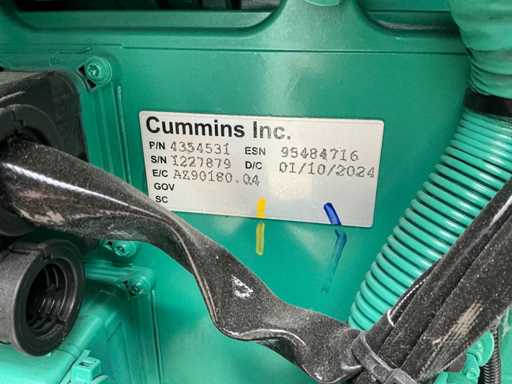 Cummins Inc.
P/N 4354531 ESN 95484716
S/N 1227879 D/C 01/10/2024
E/C AZ90180.04
GOV
SC